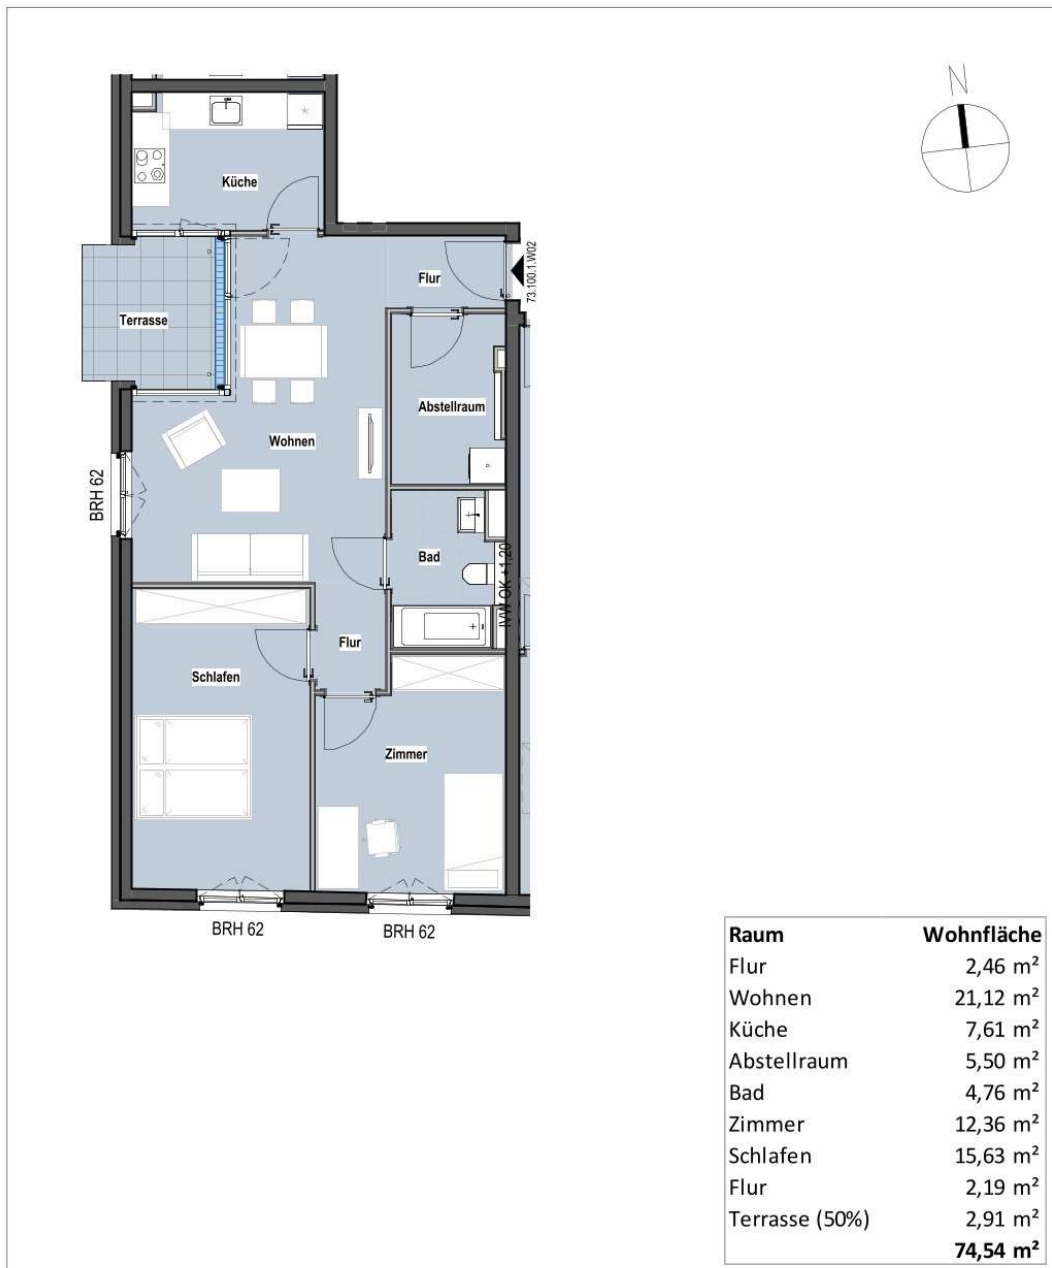 N
Küche
Flur
73.100.1.W02
Terrasse
Abstellraum
Wohnen
BRH 62
Bad
IVW OK +1,20
Flur
Schlafen
Zimmer
BRH 62
BRH 62
Raum Wohnfläche
Flur 2,46 m²
Wohnen 21,12 m²
Küche 7,61 m²
Abstellraum 5,50 m²
Bad 4,76 m²
Zimmer 12,36 m²
Schlafen 15,63 m²
Flur 2,19 m²
Terrasse (50%) 2,91 m²
74,54 m²